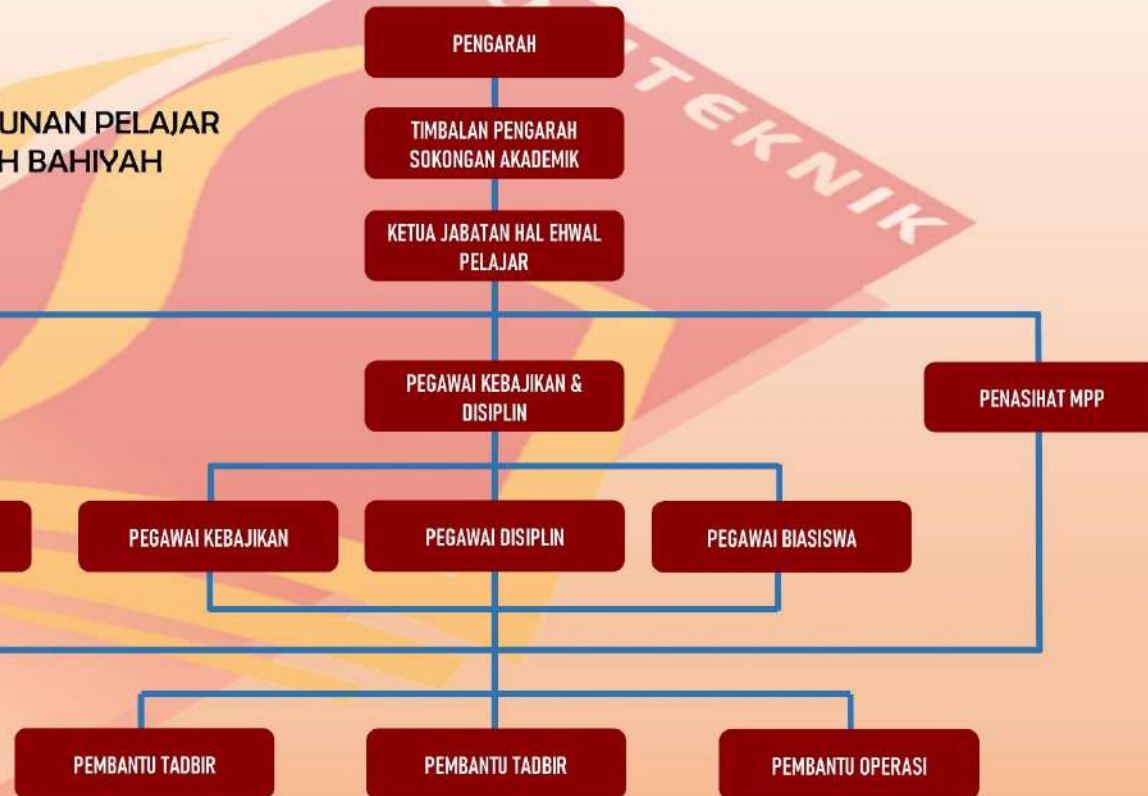 PENGARAH
UNAN PELAJAR
H BAHIYAH
TIMBALAN PENGARAH
SOKONGAN AKADEMIK
TEKNIK
KETUA JABATAN HAL EHWAL
PELAJAR
PEGAWAI KEBAJIKAN &
DISIPLIN
PENASIHAT MPP
PEGAWAI KEBAJIKAN
PEGAWAI DISIPLIN
PEGAWAI BIASISWA
PEMBANTU TADBIR
PEMBANTU TADBIR
PEMBANTU OPERASI